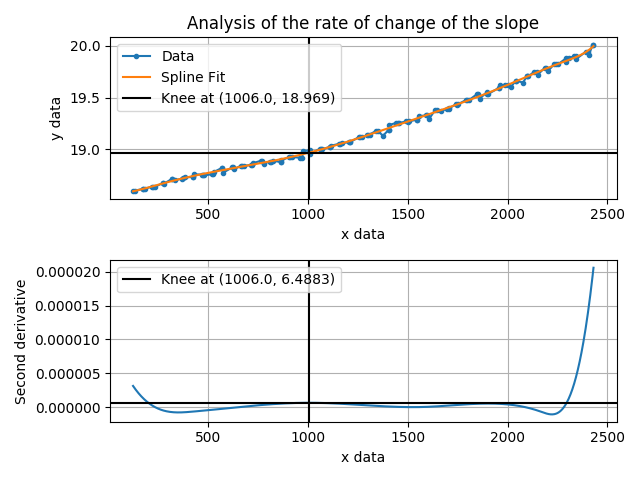 Analysis of the rate of change of the slope
20.0
19.5
19.0
y data
Data
Spline Fit
Knee at (1006.0, 18.969)
500
1000
1500
2000
2500
x data
0.000020
0.000015
0.000010
0.000005
0.000000
Second derivative
Knee at (1006.0, 6.4883)
500
1000
1500
2000
2500
x data